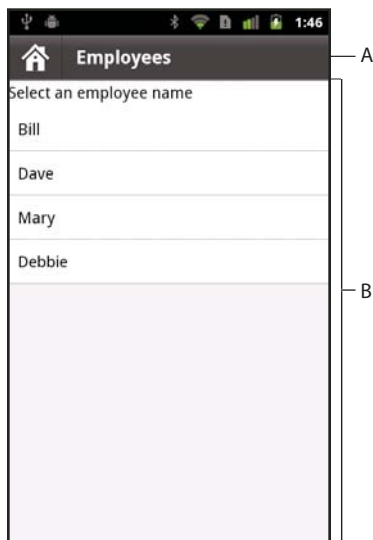 1:46
Employees
A
Select an employee name
Bill
Dave
Mary
Debbie
B